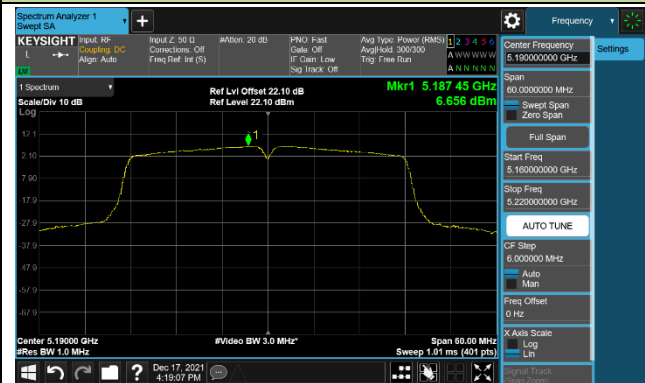 Spectrum Analyzer 1
Swept SA
+
Frequency
KEYSIGHT
L
LNI
Input: RF
Coupling: DC
Align: Auto
Input Z: 50 Ω
Corrections: Off
Freq Ref: Int (S)
#Atten: 20 dB
PNO: Fast
Gate: Off
IF Gain: Low
Sig Track: Off
Avg Type: Power (RMS)
Avg|Hold: 300/300
Trig: Free Run
1 2 3 4 5 6
A W W W W W
A N N N N N
Center Frequency
5.190000000 GHz
Settings
Span
60.0000000 MHz
Swept Span
Zero Span
Full Span
Start Freq
5.160000000 GHz
Stop Freq
5.220000000 GHz
AUTO TUNE
CF Step
6.000000 MHz
Auto
Man
Freq Offset
0 Hz
X Axis Scale
Log
Lin
Signal Track
(Span Zoom)
1 Spectrum
Scale/Div 10 dB
Log
Ref Lvl Offset 22.10 dB
Ref Level 22.10 dBm
Mkr1 5.187 45 GHz
6.656 dBm
1
12.1
2.10
-7.90
-17.9
-27.9
-37.9
-47.9
-57.9
-67.9
Center 5.19000 GHz
#Res BW 1.0 MHz
#Video BW 3.0 MHz*
Span 60.00 MHz
Sweep 1.01 ms (401 pts)
?
Dec 17, 2021
4:19:07 PM